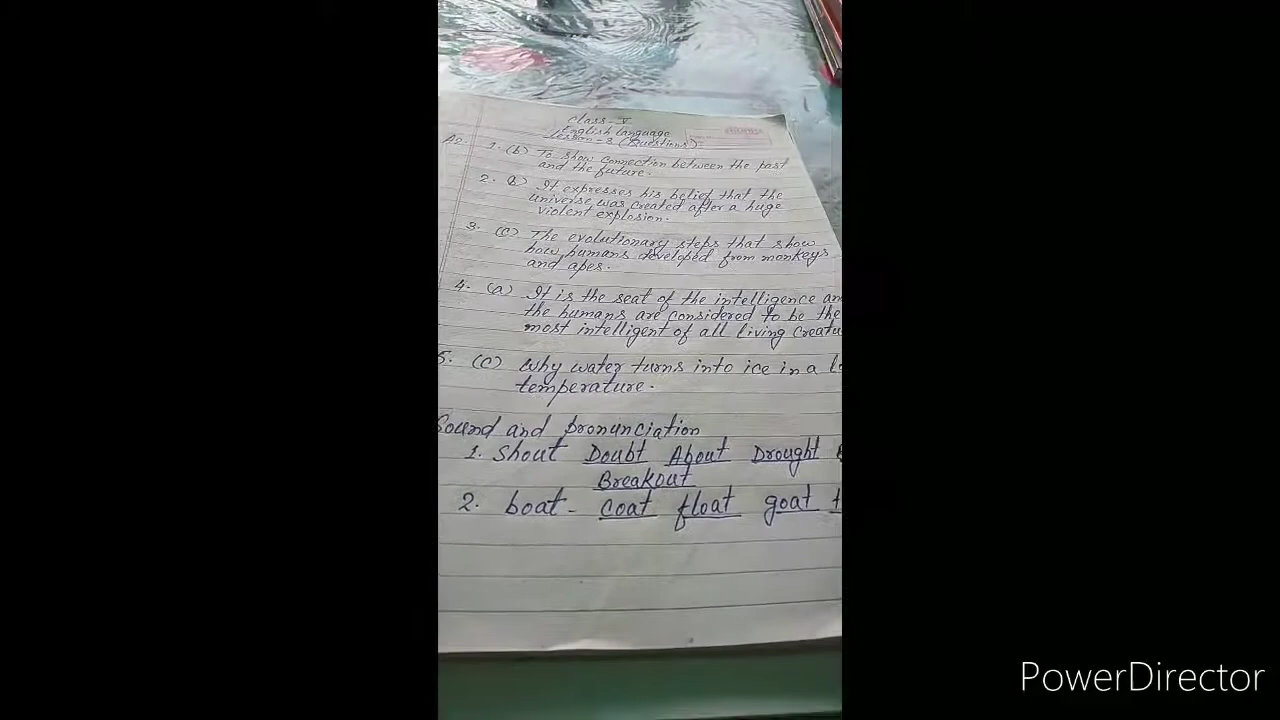 Class - V
English language
Lesson - 3 (Questions)
A2. 1. (b) To show connection between the past
and the future.
2. (b) It expresses his belief that the
universe was created after a huge
violent explosion.
3. (c) The evolutionary steps that show
how humans developed from monkeys
and apes.
4. (a) It is the seat of the intelligence an
the humans are considered to be the
most intelligent of all living creatu
5. (c) Why water turns into ice in a l
temperature.
Sound and pronunciation
1. shout Doubt About Drought
Breakout
2. boat - coat float goat t
PowerDirector